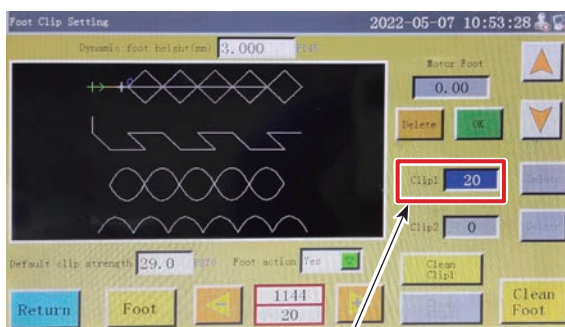 Foot Clip Setting
2022-05-07 10:53:28
Dynamic foot height(mm) 3.000 P145
Motor Foot
0.00
Delete OK
Clip1 20
Clip2 0
Default clip strength 29.0 Foot action Yes
Clean
Clip1
Return Foot
1144
20
Clean
Foot